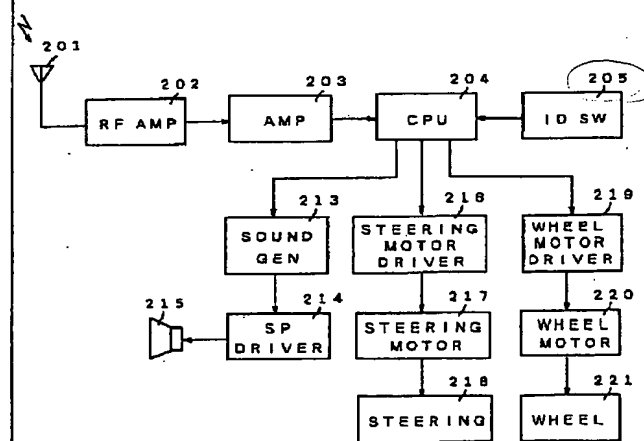 201
202
203
204
205
RF AMP
AMP
CPU
ID SW
213
218
219
SOUND
GEN
STEERING
MOTOR
DRIVER
WHEEL
MOTOR
DRIVER
215
214
217
220
SP
DRIVER
STEERING
MOTOR
WHEEL
MOTOR
218
221
STEERING
WHEEL